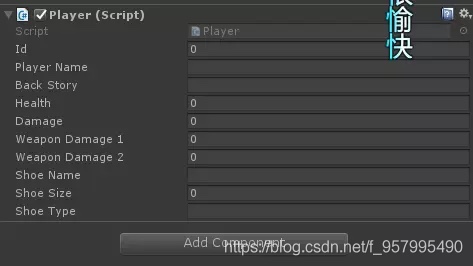 Player (Script)
愉快
Script Player
Id 0
Player Name
Back Story
Health 0
Damage 0
Weapon Damage 1 0
Weapon Damage 2 0
Shoe Name
Shoe Size 0
Shoe Type
Add Component
https://blog.csdn.net/f_957995490